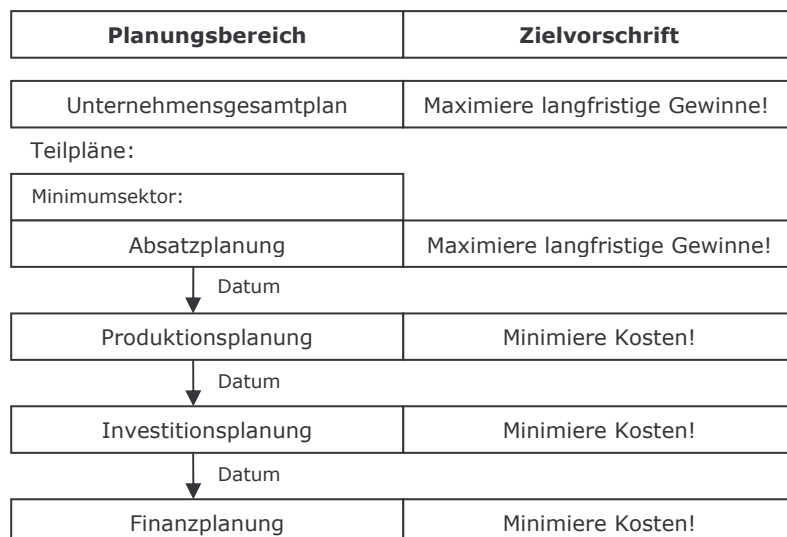 Planungsbereich Zielvorschrift
Unternehmensgesamtplan Maximiere langfristige Gewinne!
Teilpläne:
Minimumsektor:
Absatzplanung Maximiere langfristige Gewinne!
Datum
Produktionsplanung Minimiere Kosten!
Datum
Investitionsplanung Minimiere Kosten!
Datum
Finanzplanung Minimiere Kosten!